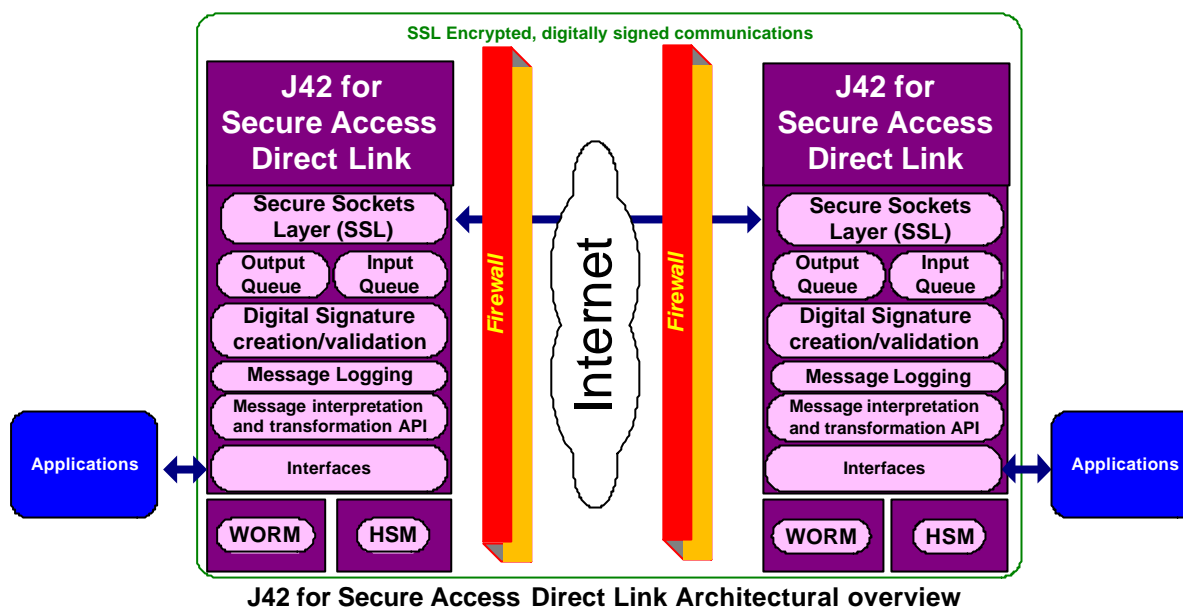 SSL Encrypted, digitally signed communications
J42 for
Secure Access
Direct Link
Secure Sockets
Layer (SSL)
Output
Queue
Input
Queue
Digital Signature
creation/validation
Message Logging
Message interpretation
and transformation API
Interfaces
WORM
HSM
Applications
Firewall
Internet
Firewall
J42 for
Secure Access
Direct Link
Secure Sockets
Layer (SSL)
Output
Queue
Input
Queue
Digital Signature
creation/validation
Message Logging
Message interpretation
and transformation API
Interfaces
WORM
HSM
Applications
J42 for Secure Access Direct Link Architectural overview